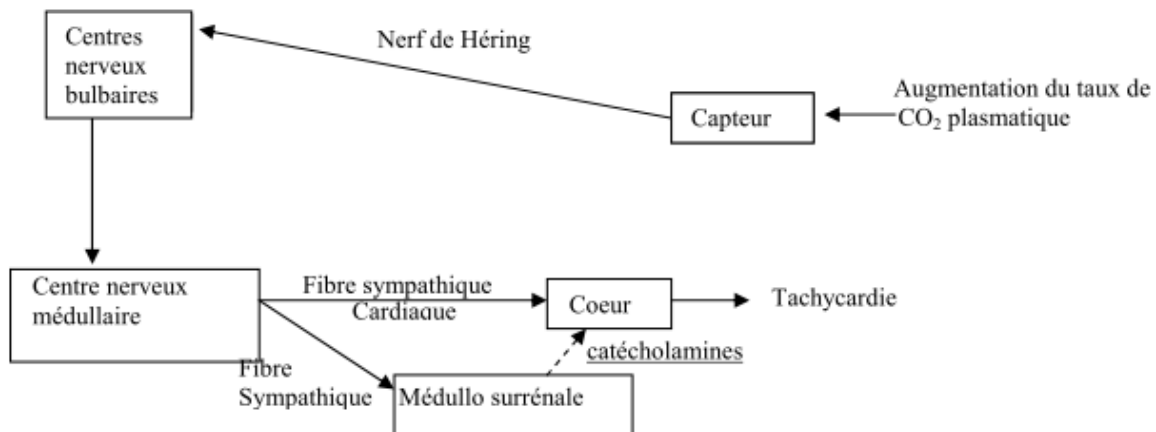 Centres
nerveux
bulbaires
Nerf de Héring
Capteur
Augmentation du taux de
CO₂ plasmatique
Centre nerveux
médullaire
Fibre sympathique
Cardiaque
Coeur
Tachycardie
catécholamines
Fibre
Sympathique
Médullo surrénale